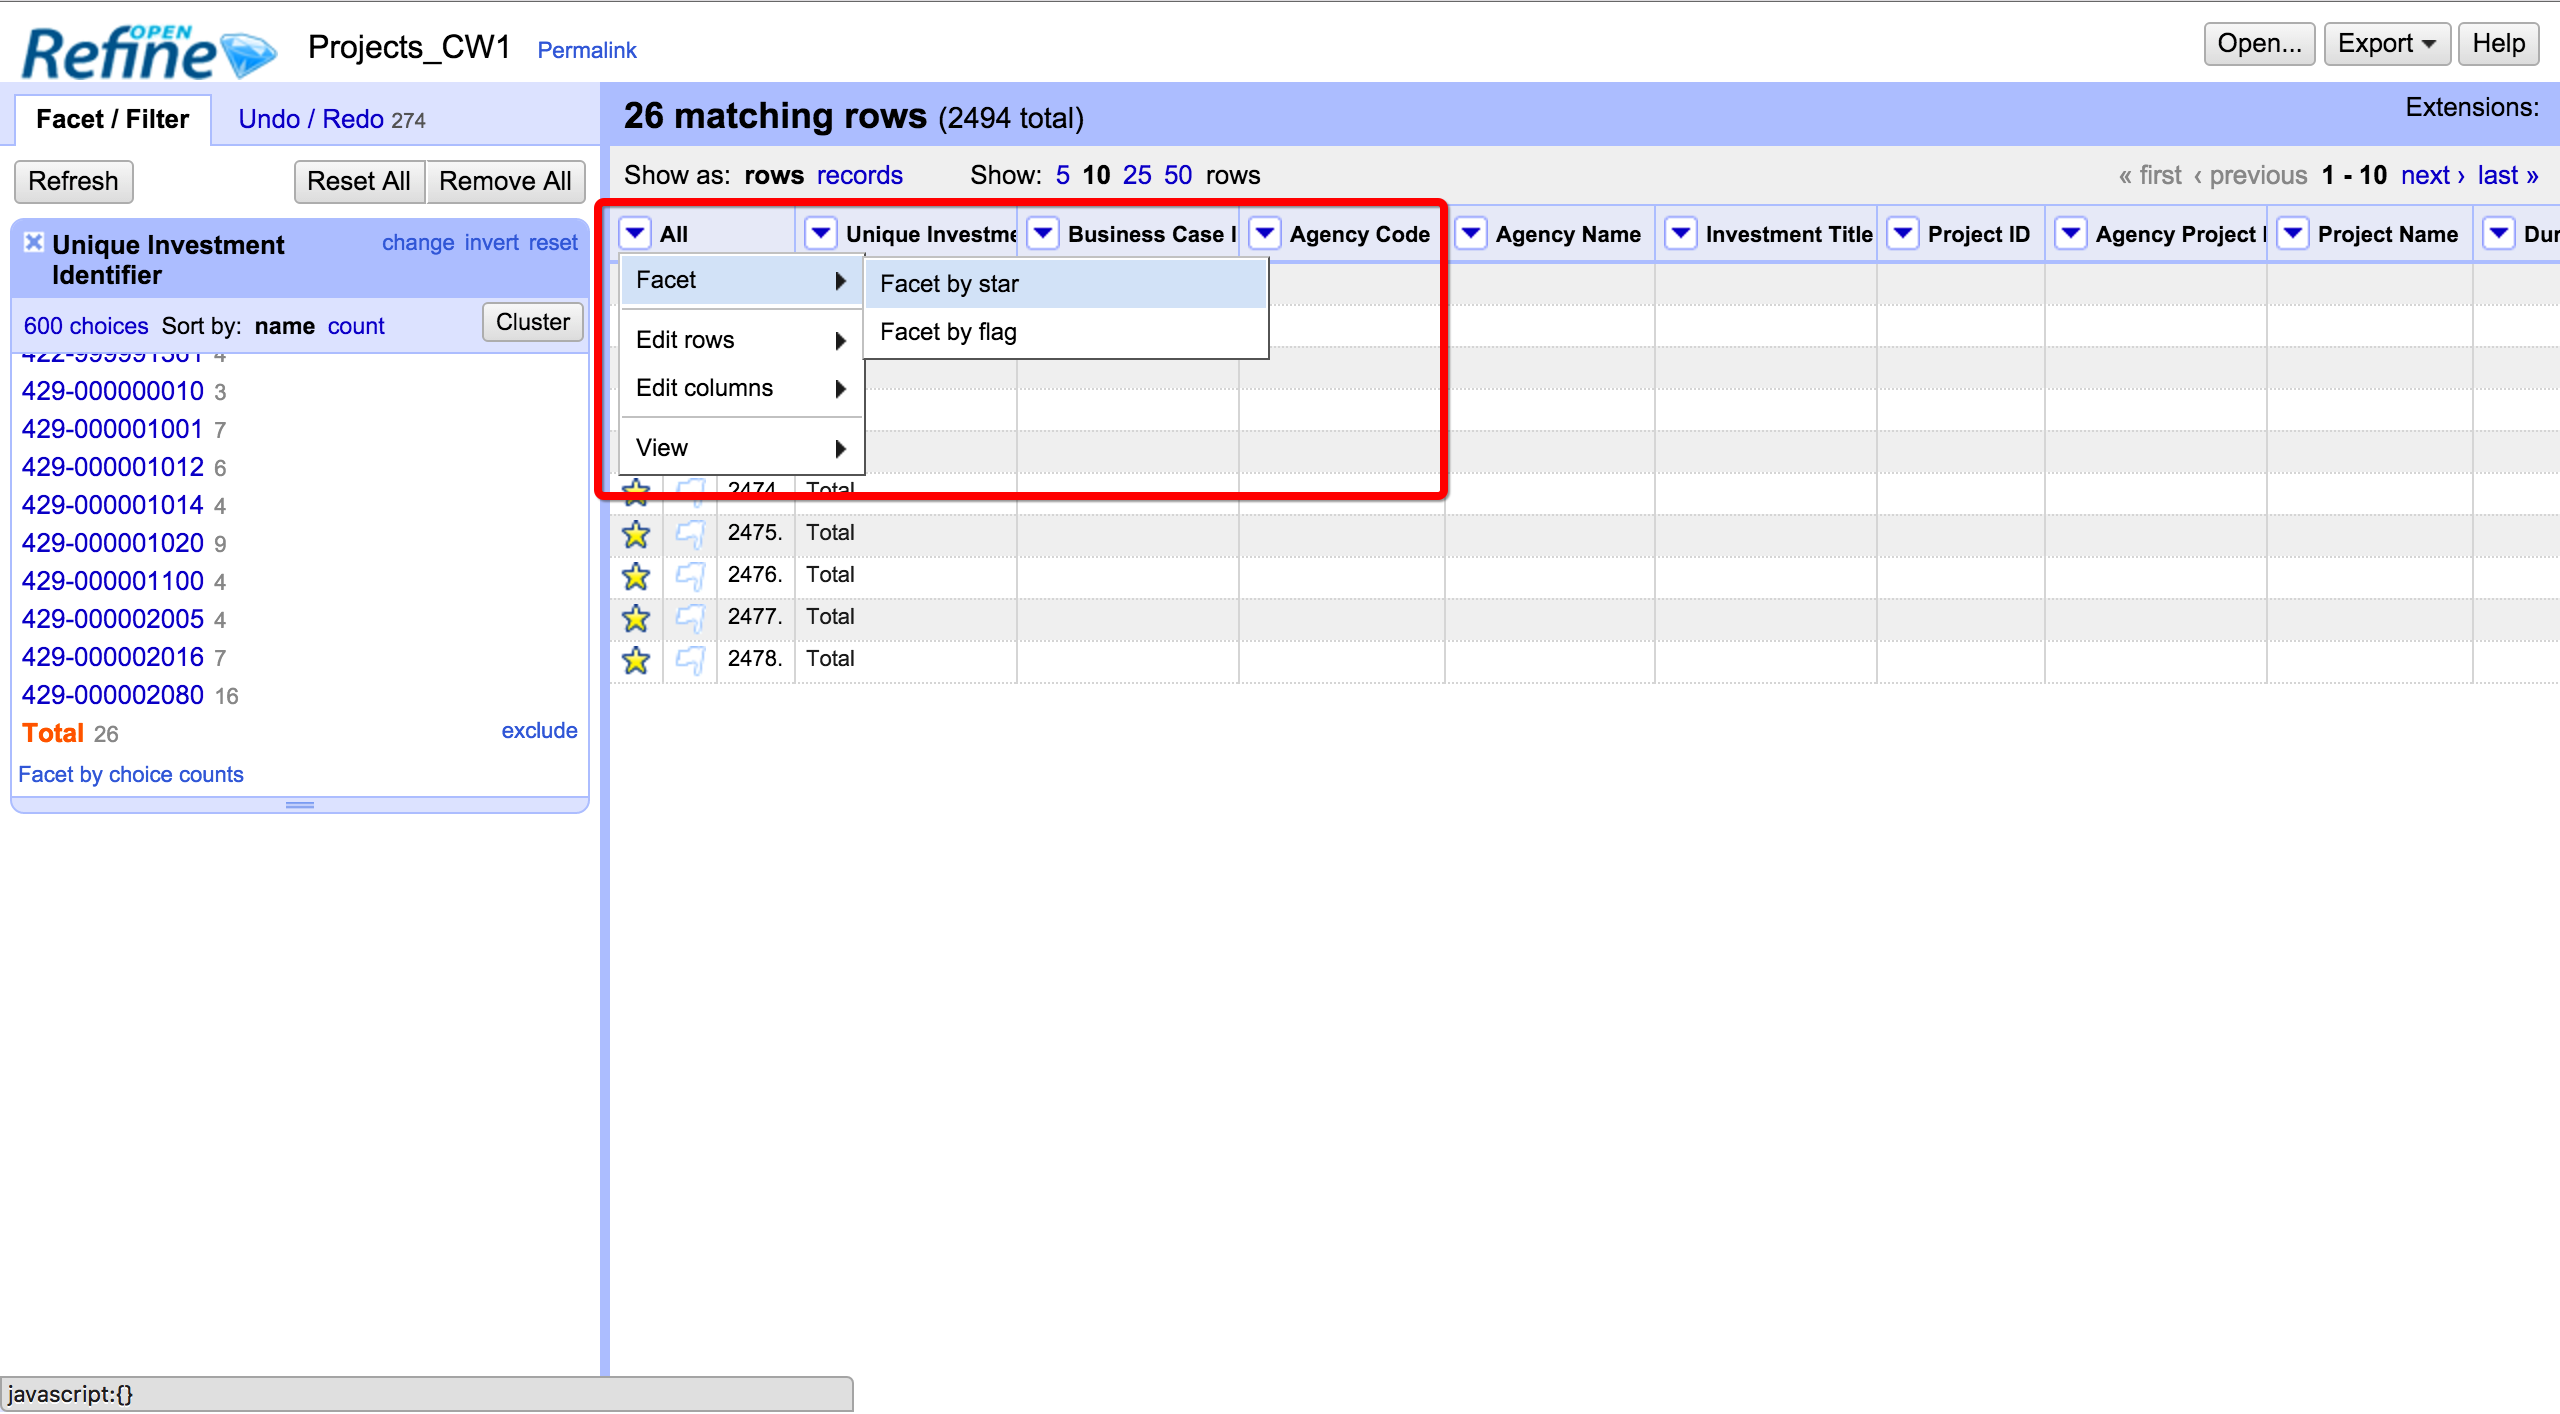 OPEN
Refine
Projects_CW1 Permalink
Open... Export Help
Facet / Filter Undo / Redo 274
26 matching rows (2494 total)
Extensions:
Refresh Reset All Remove All
Show as: rows records Show: 5 10 25 50 rows
« first ‹ previous 1 - 10 next › last »
Unique Investment Identifier
change invert reset
600 choices Sort by: name count Cluster
422-999991361 4
429-000000010 3
429-000001001 7
429-000001012 6
429-000001014 4
429-000001020 9
429-000001100 4
429-000002005 4
429-000002016 7
429-000002080 16
Total 26 exclude
Facet by choice counts
All Unique Investme Business Case I Agency Code Agency Name Investment Title Project ID Agency Project I Project Name Dur
Facet
Facet by star
Facet by flag
Edit rows
Edit columns
View
2474. Total
2475. Total
2476. Total
2477. Total
2478. Total
javascript:{}